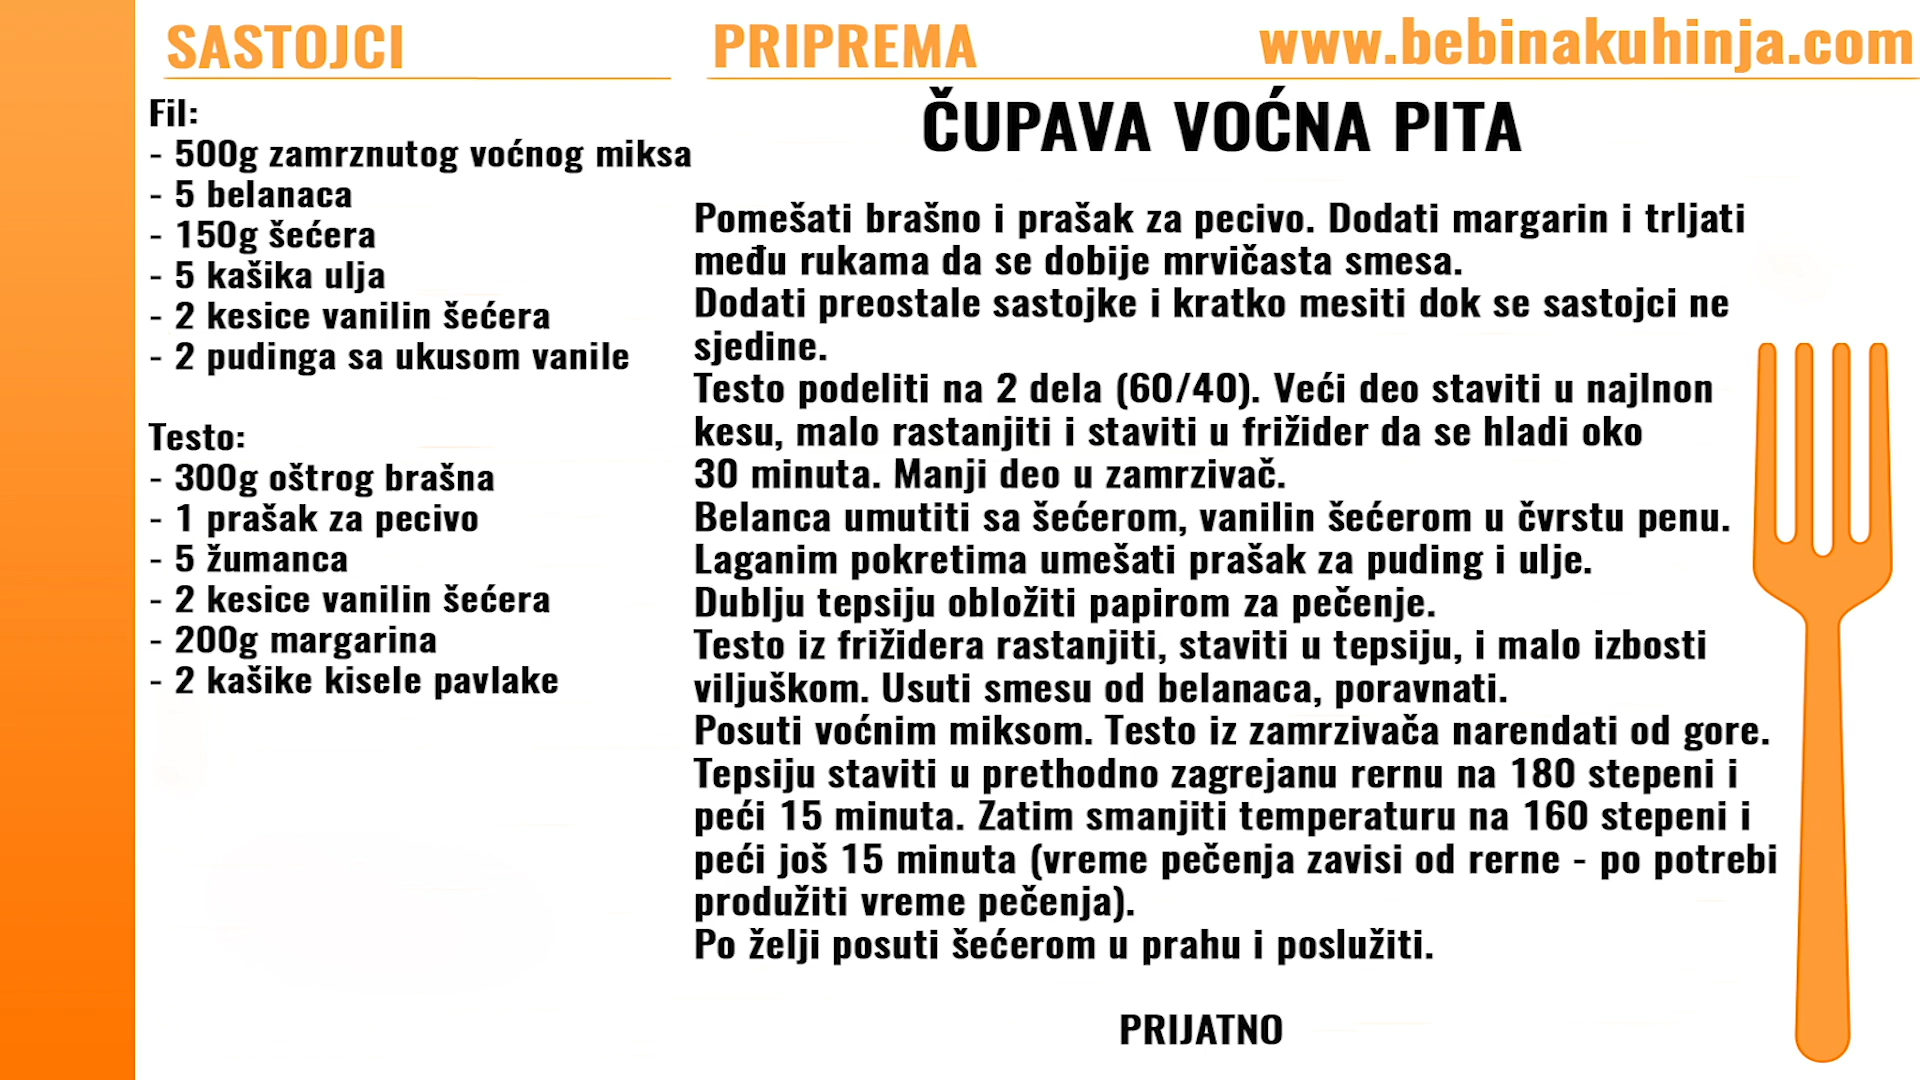 SASTOJCI
Fil:
- 500g zamrznutog voćnog miksa
- 5 belanaca
- 150g šećera
- 5 kašika ulja
- 2 kesice vanilin šećera
- 2 pudinga sa ukusom vanile
Testo:
- 300g oštrog brašna
- 1 prašak za pecivo
- 5 žumanca
- 2 kesice vanilin šećera
- 200g margarina
- 2 kašike kisele pavlake
PRIPREMA
www.bebinakuhinja.com
ČUPAVA VOĆNA PITA
Pomešati brašno i prašak za pecivo. Dodati margarin i trljati
među rukama da se dobije mrvičasta smesa.
Dodati preostale sastojke i kratko mesiti dok se sastojci ne
sjedine.
Testo podeliti na 2 dela (60/40). Veći deo staviti u najlnon
kesu, malo rastanjiti i staviti u frižider da se hladi oko
30 minuta. Manji deo u zamrzivač.
Belanca umutiti sa šećerom, vanilin šećerom u čvrstu penu.
Laganim pokretima umešati prašak za puding i ulje.
Dublju tepsiju obložiti papirom za pečenje.
Testo iz frižidera rastanjiti, staviti u tepsiju, i malo izbosti
viljuškom. Usuti smesu od belanaca, poravnati.
Posuti voćnim miksom. Testo iz zamrzivača narendati od gore.
Tepsiju staviti u prethodno zagrejanu rernu na 180 stepeni i
peći 15 minuta. Zatim smanjiti temperaturu na 160 stepeni i
peći još 15 minuta (vreme pečenja zavisi od rerne - po potrebi
produžiti vreme pečenja).
Po želji posuti šećerom u prahu i poslužiti.
PRIJATNO